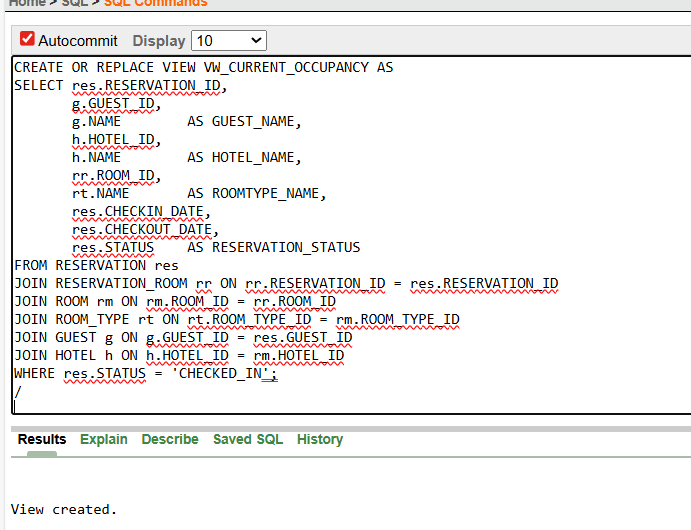 Home > SQL > SQL Commands
Autocommit Display 10
CREATE OR REPLACE VIEW VW_CURRENT_OCCUPANCY AS
SELECT res.RESERVATION_ID,
g.GUEST_ID,
g.NAME AS GUEST_NAME,
h.HOTEL_ID,
h.NAME AS HOTEL_NAME,
rr.ROOM_ID,
rt.NAME AS ROOMTYPE_NAME,
res.CHECKIN_DATE,
res.CHECKOUT_DATE,
res.STATUS AS RESERVATION_STATUS
FROM RESERVATION res
JOIN RESERVATION_ROOM rr ON rr.RESERVATION_ID = res.RESERVATION_ID
JOIN ROOM rm ON rm.ROOM_ID = rr.ROOM_ID
JOIN ROOM_TYPE rt ON rt.ROOM_TYPE_ID = rm.ROOM_TYPE_ID
JOIN GUEST g ON g.GUEST_ID = res.GUEST_ID
JOIN HOTEL h ON h.HOTEL_ID = rm.HOTEL_ID
WHERE res.STATUS = 'CHECKED_IN';
/
Results Explain Describe Saved SQL History
View created.